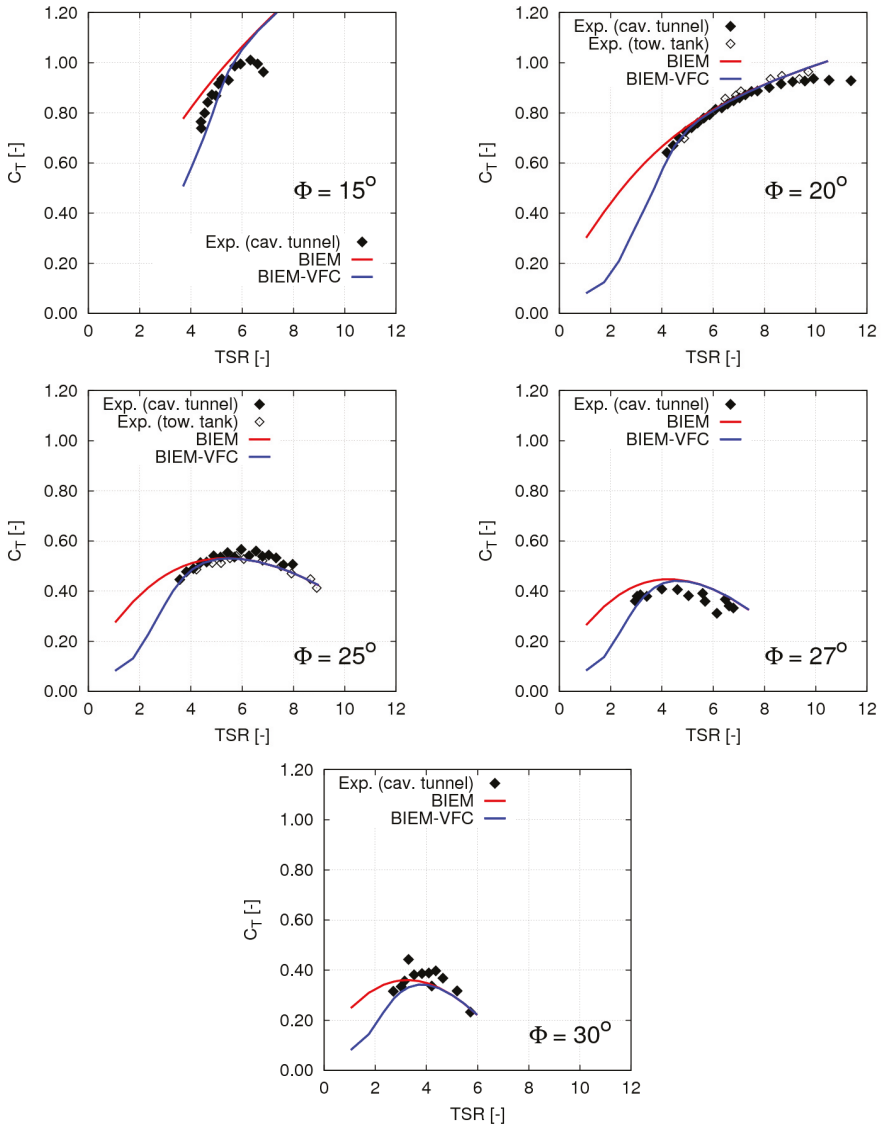 1.20
1.00
0.80
0.60
0.40
0.20
0.00
C_T [-]
Φ = 15°
Exp. (cav. tunnel)
BIEM
BIEM-VFC
0 2 4 6 8 10 12
TSR [-]
1.20
1.00
0.80
0.60
0.40
0.20
0.00
C_T [-]
Exp. (cav. tunnel)
Exp. (tow. tank)
BIEM
BIEM-VFC
Φ = 20°
0 2 4 6 8 10 12
TSR [-]
1.20
1.00
0.80
0.60
0.40
0.20
0.00
C_T [-]
Exp. (cav. tunnel)
Exp. (tow. tank)
BIEM
BIEM-VFC
Φ = 25°
0 2 4 6 8 10 12
TSR [-]
1.20
1.00
0.80
0.60
0.40
0.20
0.00
C_T [-]
Exp. (cav. tunnel)
BIEM
BIEM-VFC
Φ = 27°
0 2 4 6 8 10 12
TSR [-]
1.20
1.00
0.80
0.60
0.40
0.20
0.00
C_T [-]
Exp. (cav. tunnel)
BIEM
BIEM-VFC
Φ = 30°
0 2 4 6 8 10 12
TSR [-]